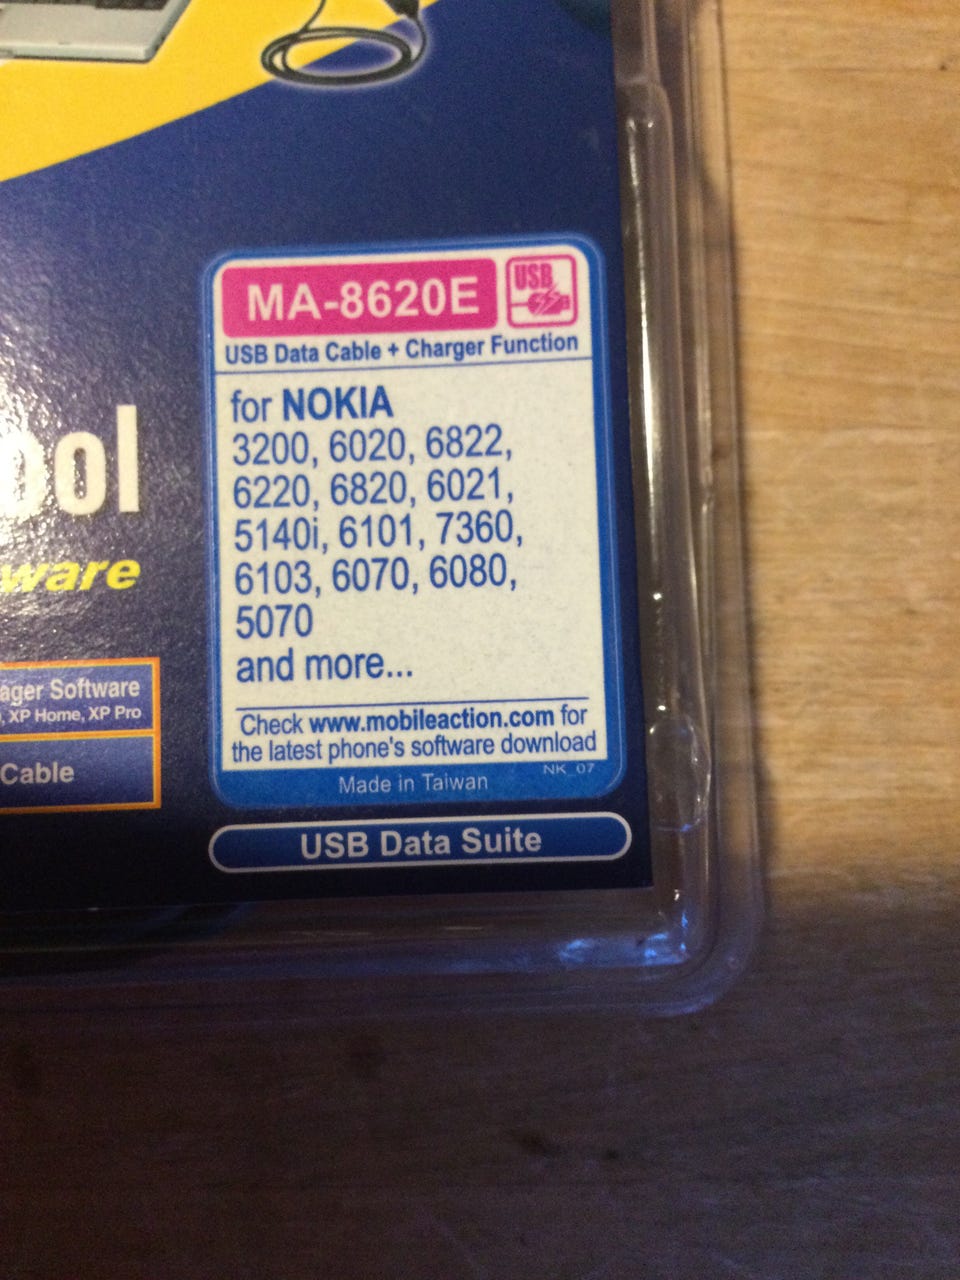 MA-8620E
USB
USB Data Cable + Charger Function
for NOKIA
3200, 6020, 6822,
6220, 6820, 6021,
5140i, 6101, 7360,
6103, 6070, 6080,
5070
and more...
Check www.mobileaction.com for
the latest phone's software download
NK_07
Made in Taiwan
USB Data Suite
ool
ware
ager Software
, XP Home, XP Pro
Cable